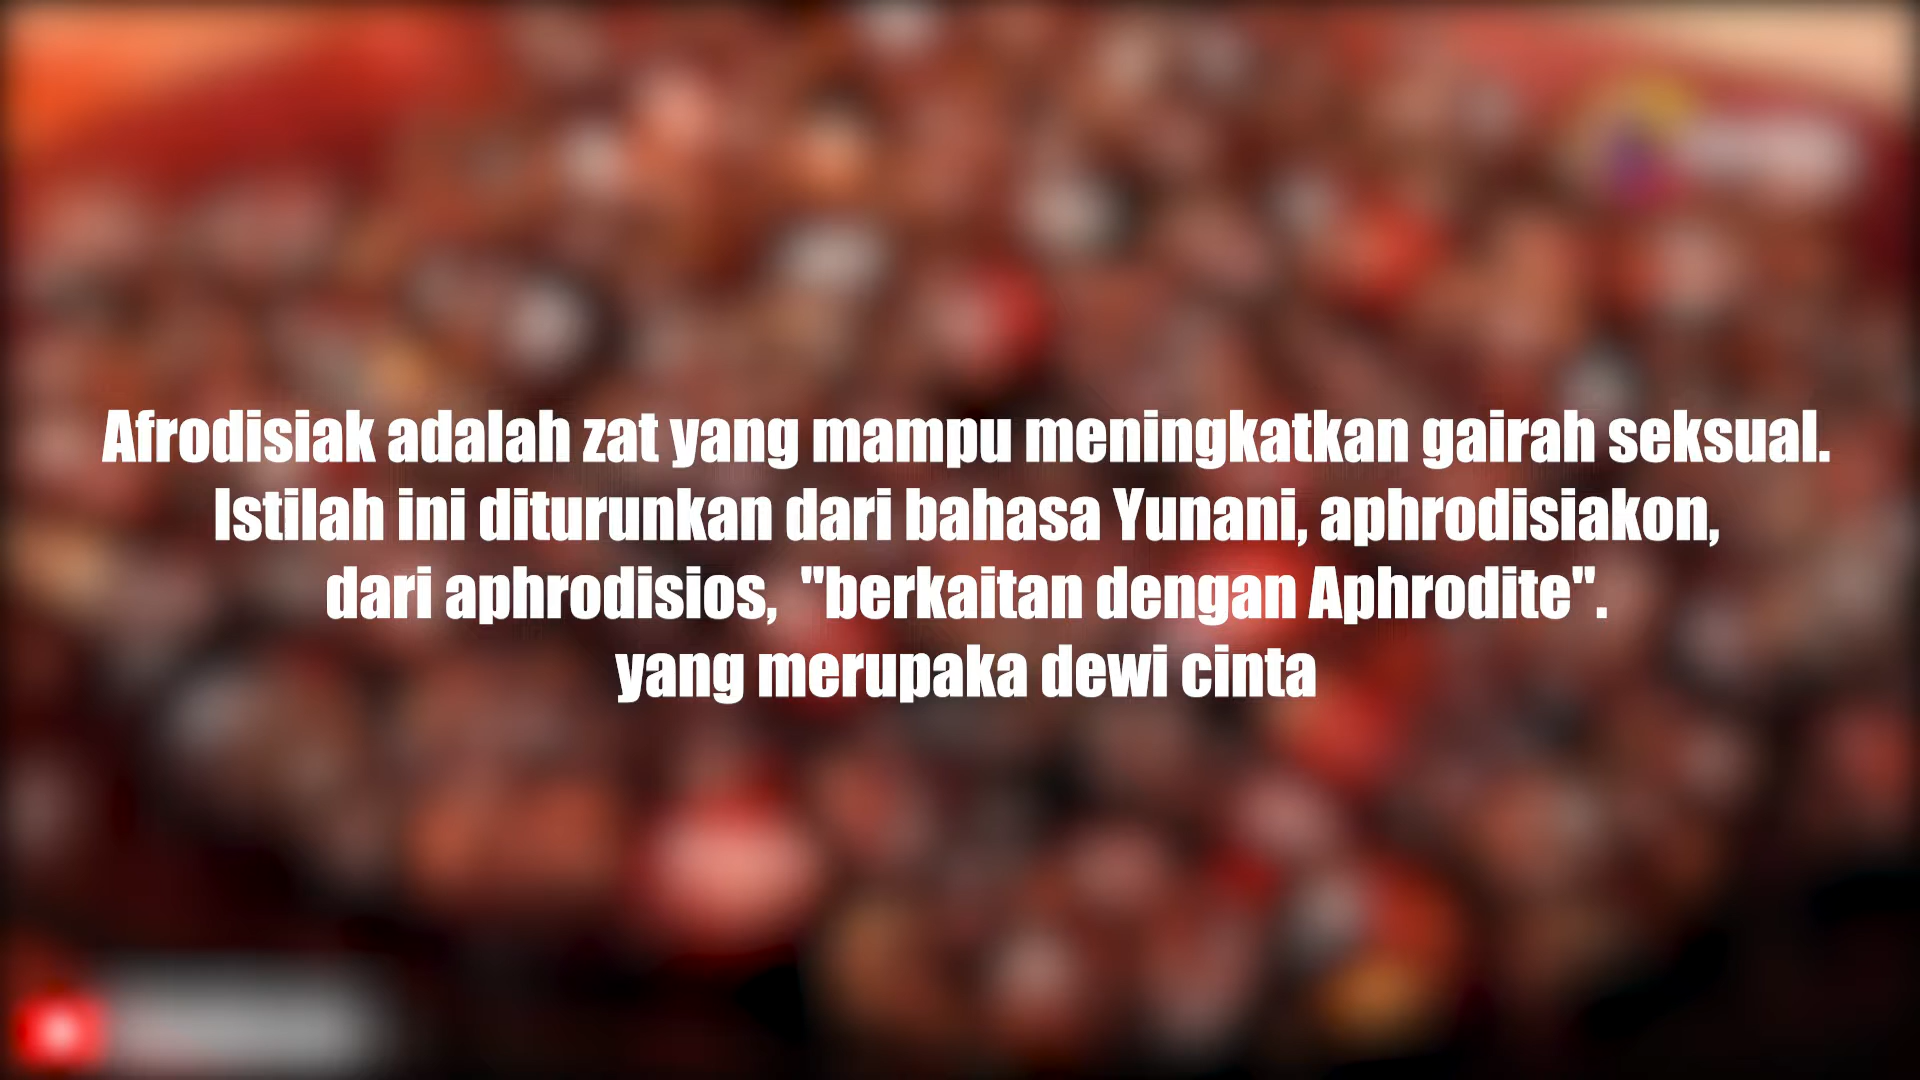 Afrodisiak adalah zat yang mampu meningkatkan gairah seksual.
Istilah ini diturunkan dari bahasa Yunani, aphrodisiakon,
dari aphrodisios,  "berkaitan dengan Aphrodite".
yang merupaka dewi cinta